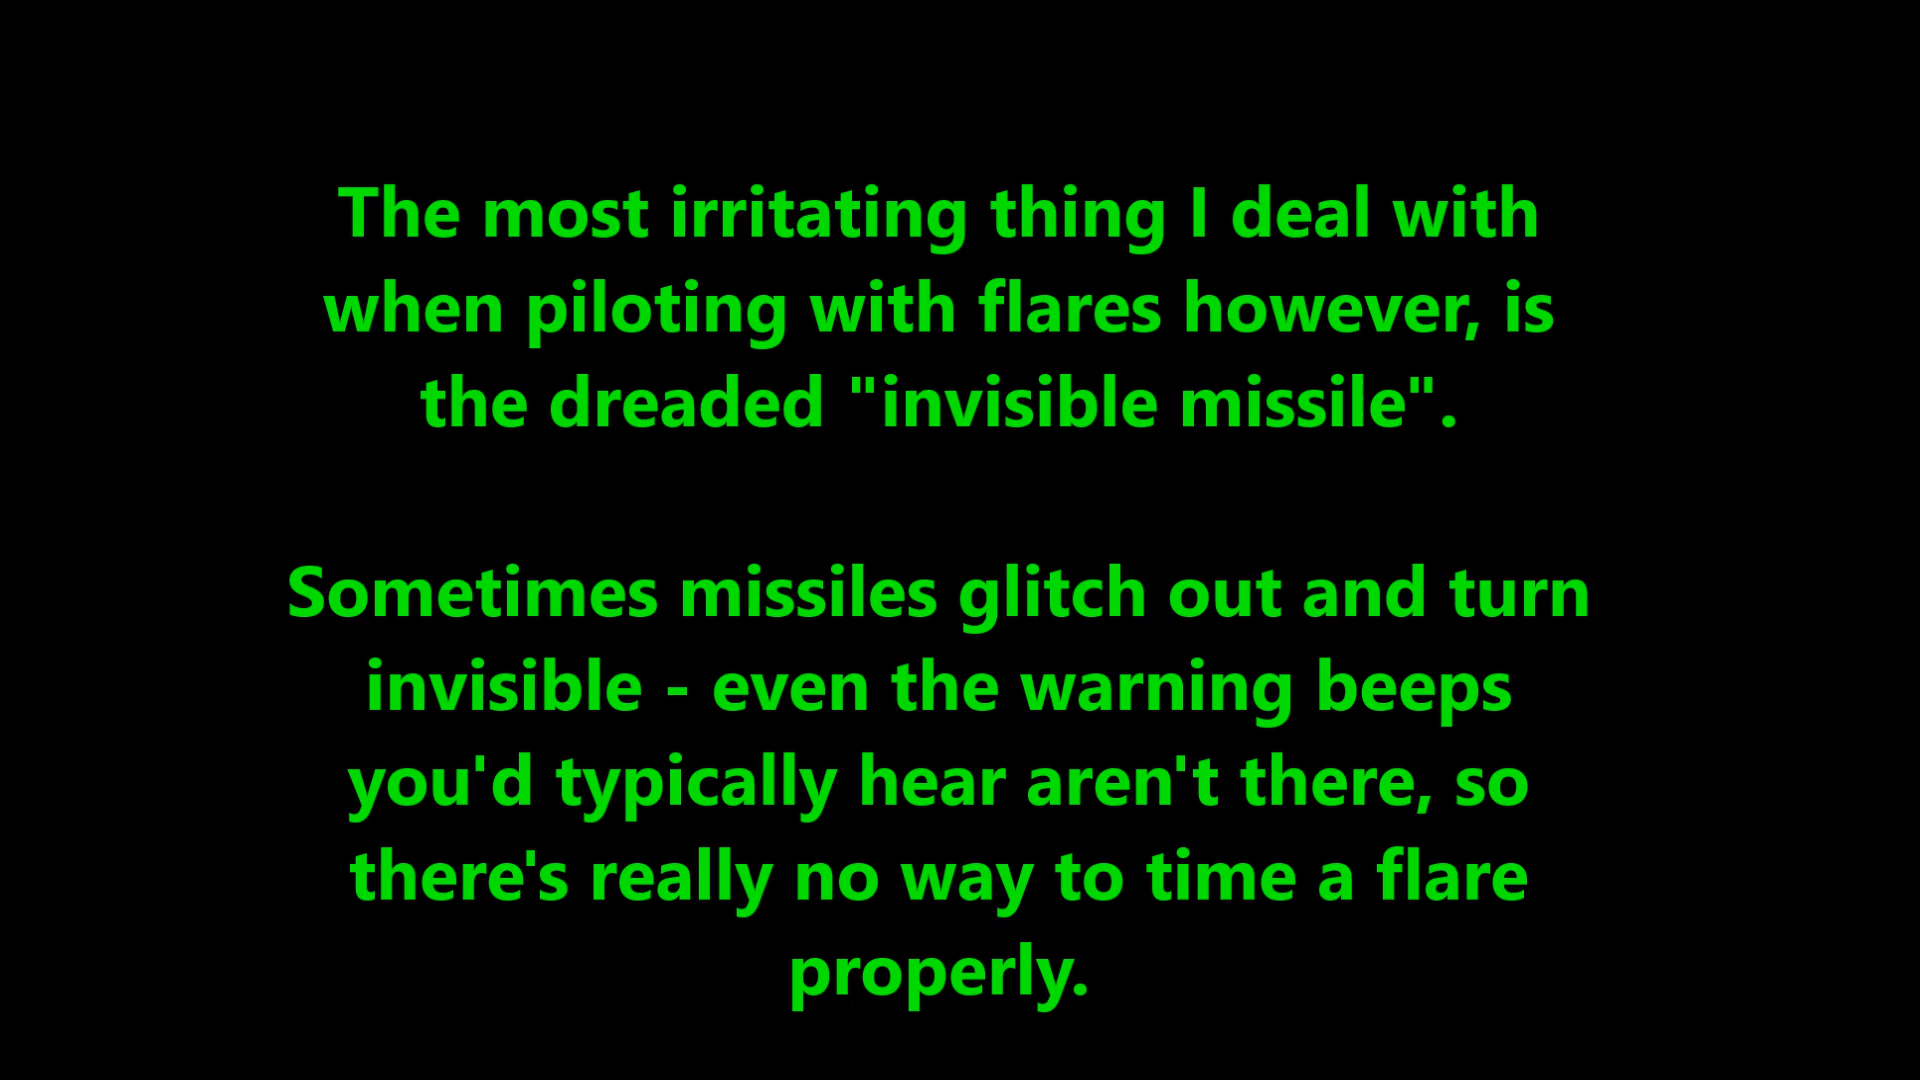 The most irritating thing I deal with
when piloting with flares however, is
the dreaded "invisible missile".
Sometimes missiles glitch out and turn
invisible - even the warning beeps
you'd typically hear aren't there, so
there's really no way to time a flare
properly.